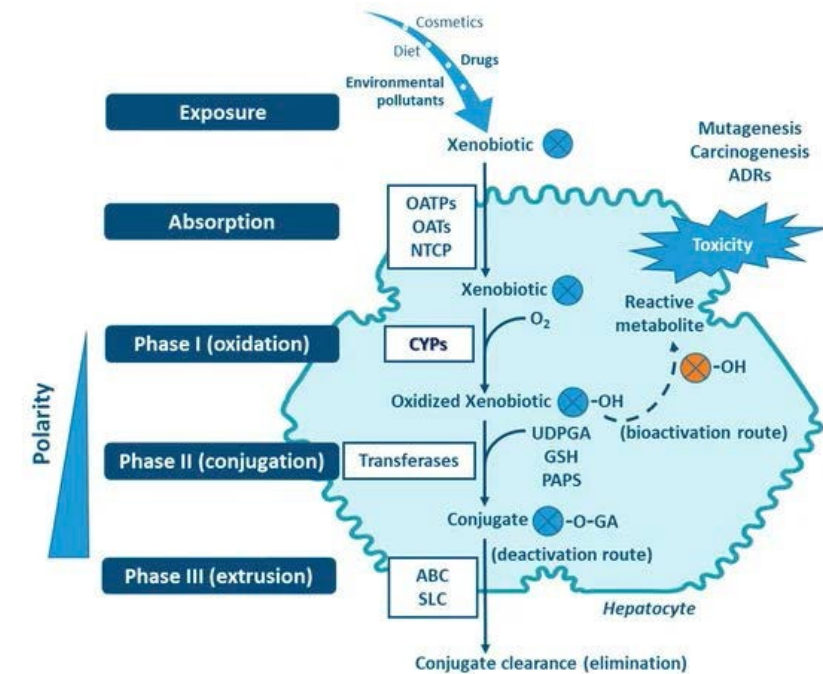 Cosmetics
Diet
Drugs
Environmental
pollutants
Exposure
Xenobiotic
Mutagenesis
Carcinogenesis
ADRs
Absorption
OATPs
OATs
NTCP
Toxicity
Xenobiotic
Reactive
metabolite
Phase I (oxidation)
CYPs
O₂
-OH
Oxidized Xenobiotic
-OH
(bioactivation route)
Polarity
Phase II (conjugation)
Transferases
UDPGA
GSH
PAPS
Conjugate
-O-GA
(deactivation route)
Phase III (extrusion)
ABC
SLC
Hepatocyte
Conjugate clearance (elimination)